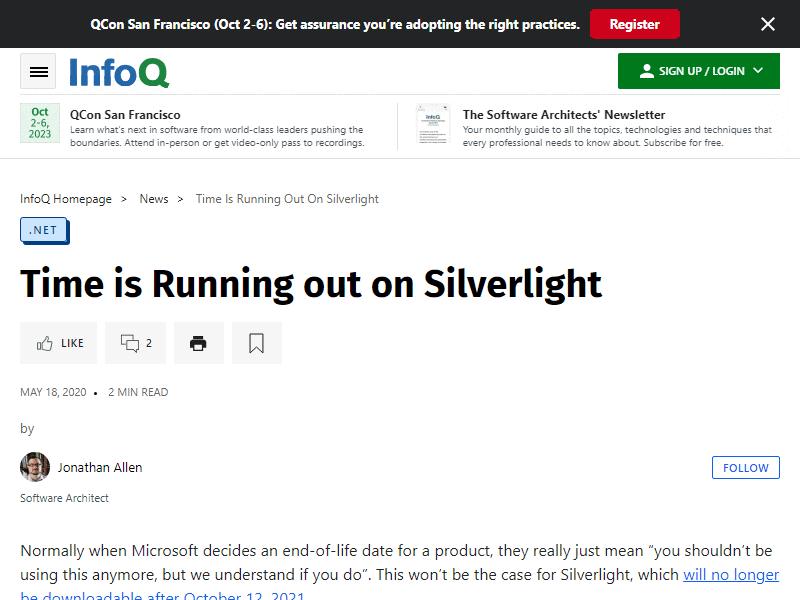 QCon San Francisco (Oct 2-6): Get assurance you’re adopting the right practices.
Register
InfoQ
SIGN UP / LOGIN
Oct
2-6,
2023
QCon San Francisco
Learn what's next in software from world-class leaders pushing the
boundaries. Attend in-person or get video-only pass to recordings.
The Software Architects' Newsletter
Your monthly guide to all the topics, technologies and techniques that
every professional needs to know about. Subscribe for free.
InfoQ Homepage > News > Time Is Running Out On Silverlight
.NET
Time is Running out on Silverlight
LIKE
2
MAY 18, 2020 • 2 MIN READ
by
Jonathan Allen
FOLLOW
Software Architect
Normally when Microsoft decides an end-of-life date for a product, they really just mean “you shouldn’t be
using this anymore, but we understand if you do”. This won’t be the case for Silverlight, which will no longer
be downloadable after October 12, 2021.